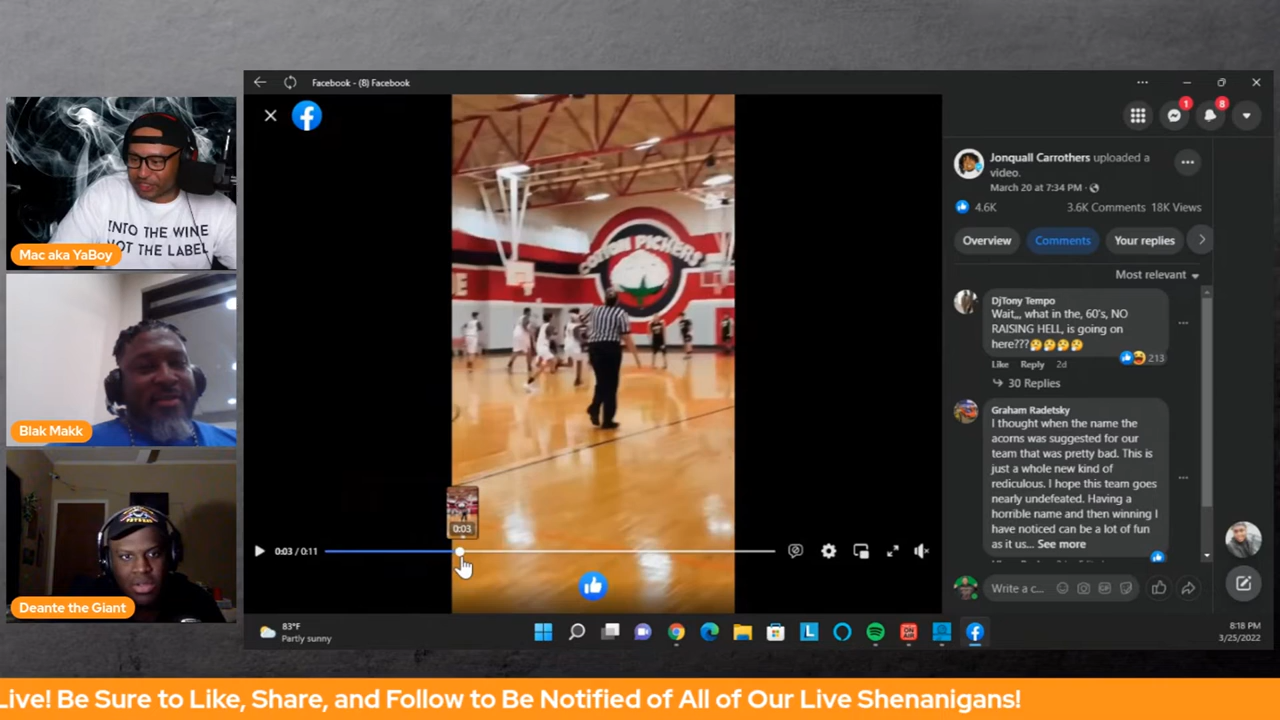 Facebook - (8) Facebook
INTO THE WINE
NOT THE LABEL
Mac aka YaBoy
Blak Makk
Deante the Giant
COTTON PICKERS
0:03
0:03 / 0:11
1
8
Jonquall Carrothers uploaded a
video.
March 20 at 7:34 PM ·
4.6K
3.6K Comments 18K Views
Overview
Comments
Your replies
Most relevant
DjTony Tempo
Wait,,, what in the, 60's, NO
RAISING HELL, is going on
here???🤔🤔🤔🤔
213
Like Reply 2d
30 Replies
Graham Radetsky
I thought when the name the
acorns was suggested for our
team that was pretty bad. This is
just a whole new kind of
rediculous. I hope this team goes
nearly undefeated. Having a
horrible name and then winning I
have noticed can be a lot of fun
as it us... See more
Write a c...
83°F
Partly sunny
L
ON AIR
8:18 PM
3/25/2022
Live! Be Sure to Like, Share, and Follow to Be Notified of All of Our Live Shenanigans!